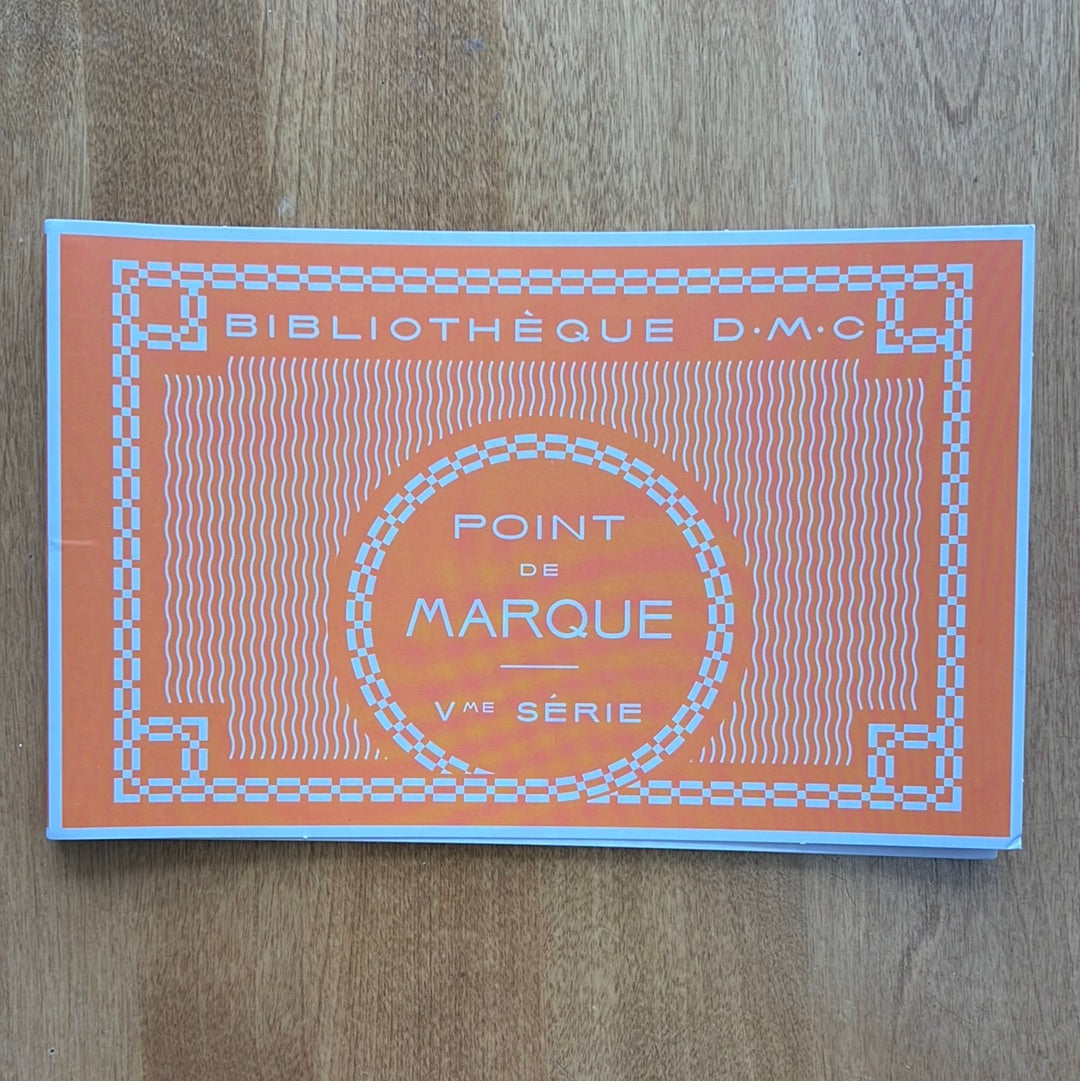 BIBLIOTHÈQUE D·M·C
POINT
DE
MARQUE
Vᴹᴱ SÉRIE